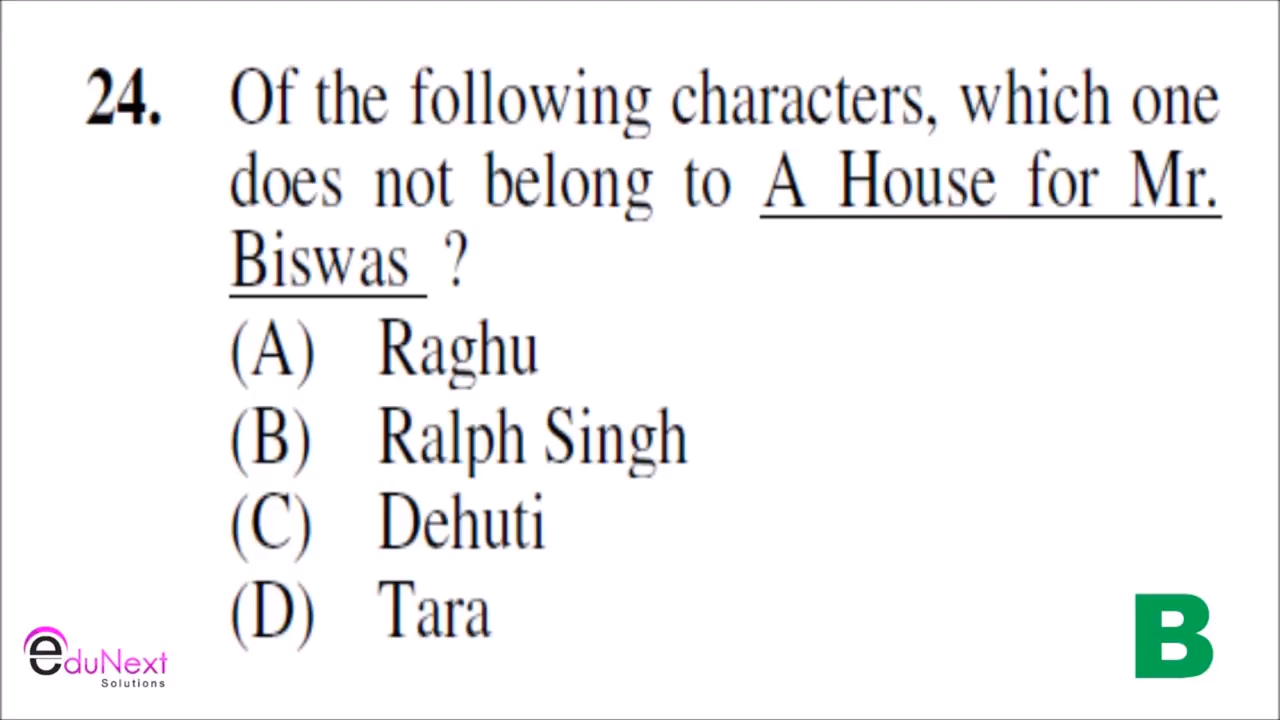 24. Of the following characters, which one
does not belong to A House for Mr.
Biswas ?
(A) Raghu
(B) Ralph Singh
(C) Dehuti
(D) Tara
B
eduNext
Solutions